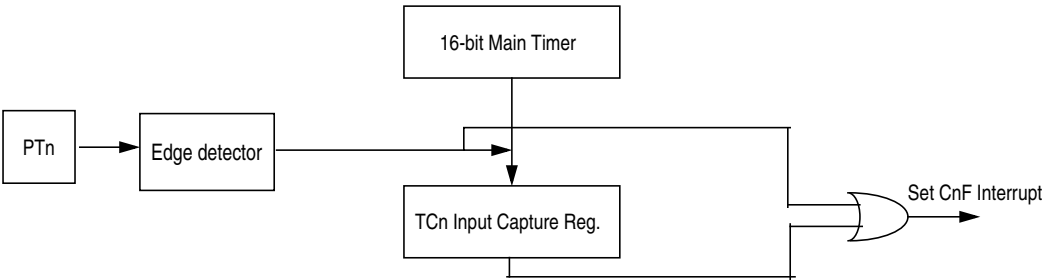 16-bit Main Timer
PTn
Edge detector
TCn Input Capture Reg.
Set CnF Interrupt